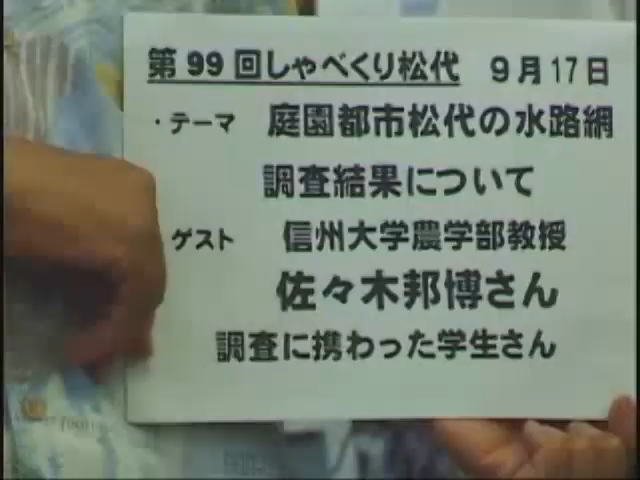 第99回しゃべくり松代 9月17日
・テーマ 庭園都市松代の水路網
調査結果について
ゲスト 信州大学農学部教授
佐々木邦博さん
調査に携わった学生さん